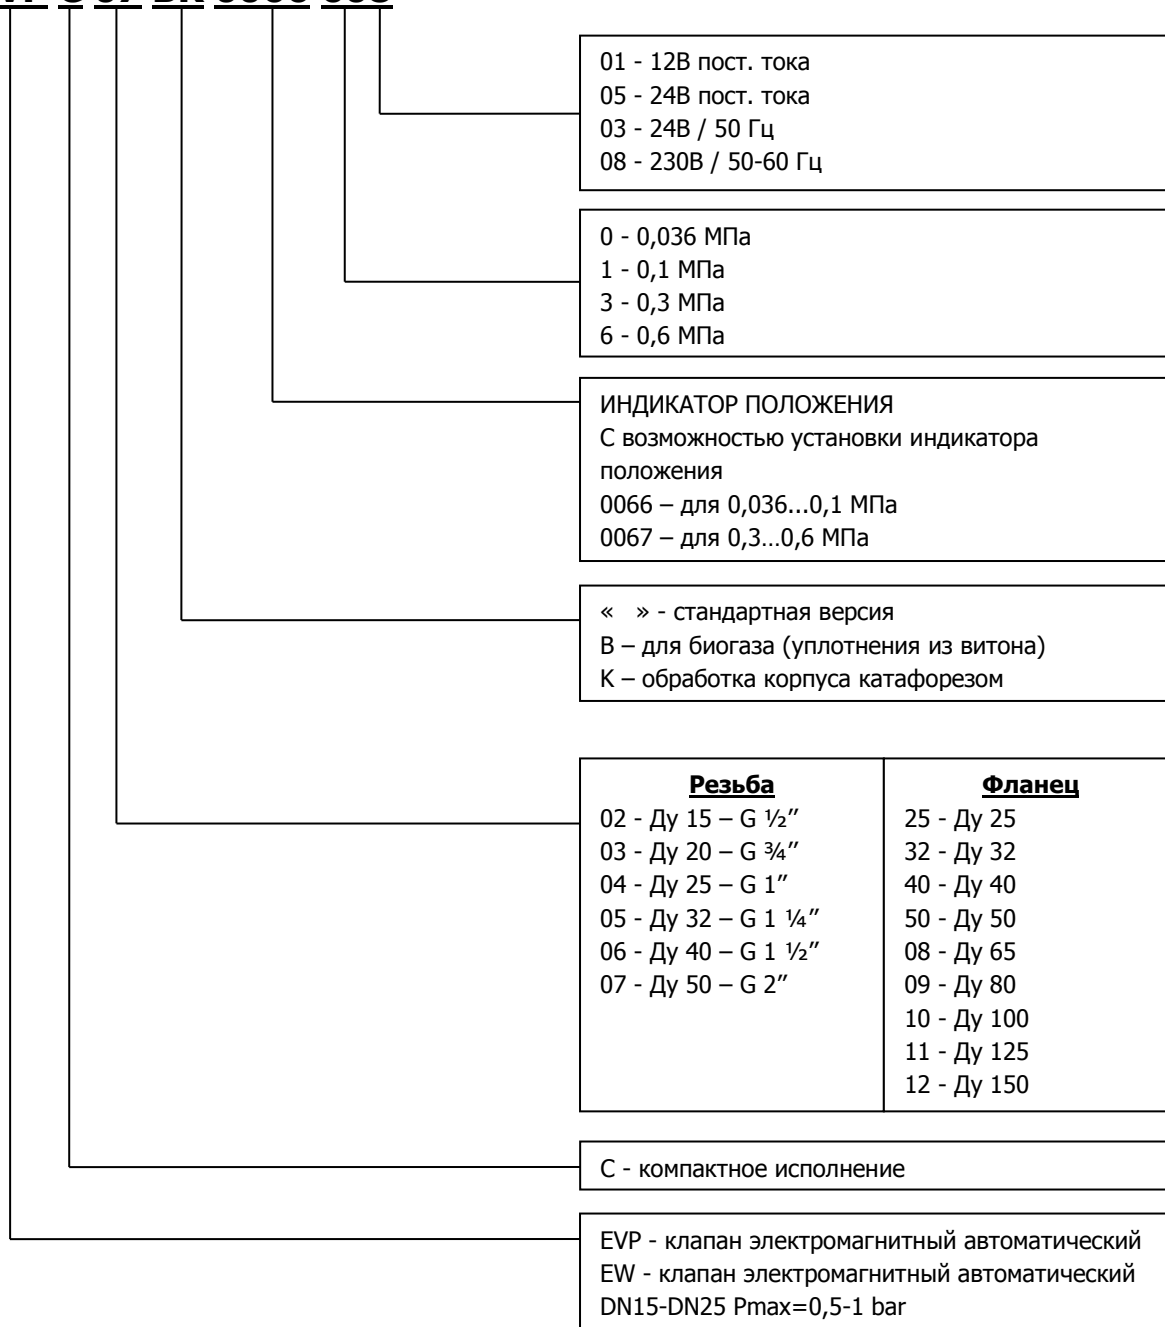 01 - 12В пост. тока
05 - 24В пост. тока
03 - 24В / 50 Гц
08 - 230В / 50-60 Гц
0 - 0,036 МПа
1 - 0,1 МПа
3 - 0,3 МПа
6 - 0,6 МПа
ИНДИКАТОР ПОЛОЖЕНИЯ
С возможностью установки индикатора
положения
0066 – для 0,036...0,1 МПа
0067 – для 0,3...0,6 МПа
« » - стандартная версия
B – для биогаза (уплотнения из витона)
K – обработка корпуса катафорезом
Резьба
02 - Ду 15 – G ½″
03 - Ду 20 – G ¾″
04 - Ду 25 – G 1″
05 - Ду 32 – G 1 ¼″
06 - Ду 40 – G 1 ½″
07 - Ду 50 – G 2″
Фланец
25 - Ду 25
32 - Ду 32
40 - Ду 40
50 - Ду 50
08 - Ду 65
09 - Ду 80
10 - Ду 100
11 - Ду 125
12 - Ду 150
С - компактное исполнение
EVP - клапан электромагнитный автоматический
EW - клапан электромагнитный автоматический
DN15-DN25 Pmax=0,5-1 bar